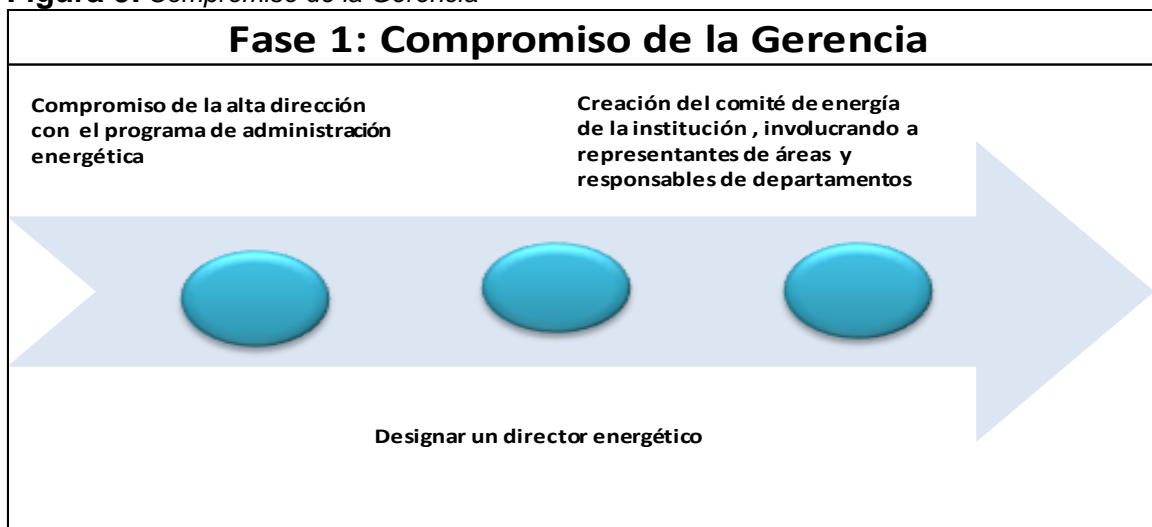 Fase 1: Compromiso de la Gerencia
Compromiso de la alta dirección
con el programa de administración
energética
Creación del comité de energía
de la institución , involucrando a
representantes de áreas y
responsables de departamentos
Designar un director energético